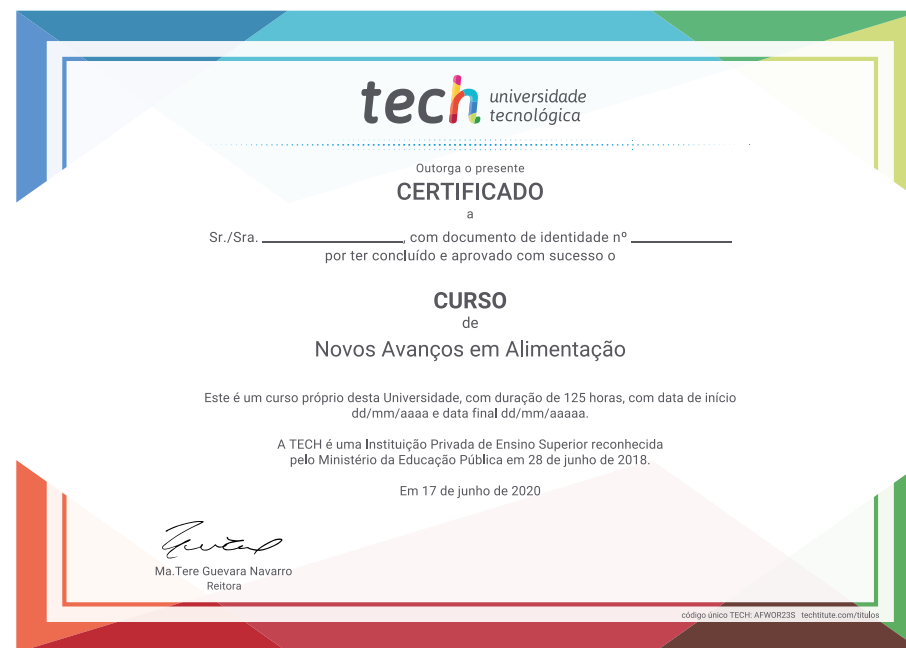 tech universidade
tecnológica
Outorga o presente
CERTIFICADO
a
Sr./Sra. ________________, com documento de identidade nº ____________
por ter concluído e aprovado com sucesso o
CURSO
de
Novos Avanços em Alimentação
Este é um curso próprio desta Universidade, com duração de 125 horas, com data de início
dd/mm/aaaa e data final dd/mm/aaaaa.
A TECH é uma Instituição Privada de Ensino Superior reconhecida
pelo Ministério da Educação Pública em 28 de junho de 2018.
Em 17 de junho de 2020
Ma.Tere Guevara Navarro
Reitora
código único TECH: AFWOR23S techtitute.com/títulos